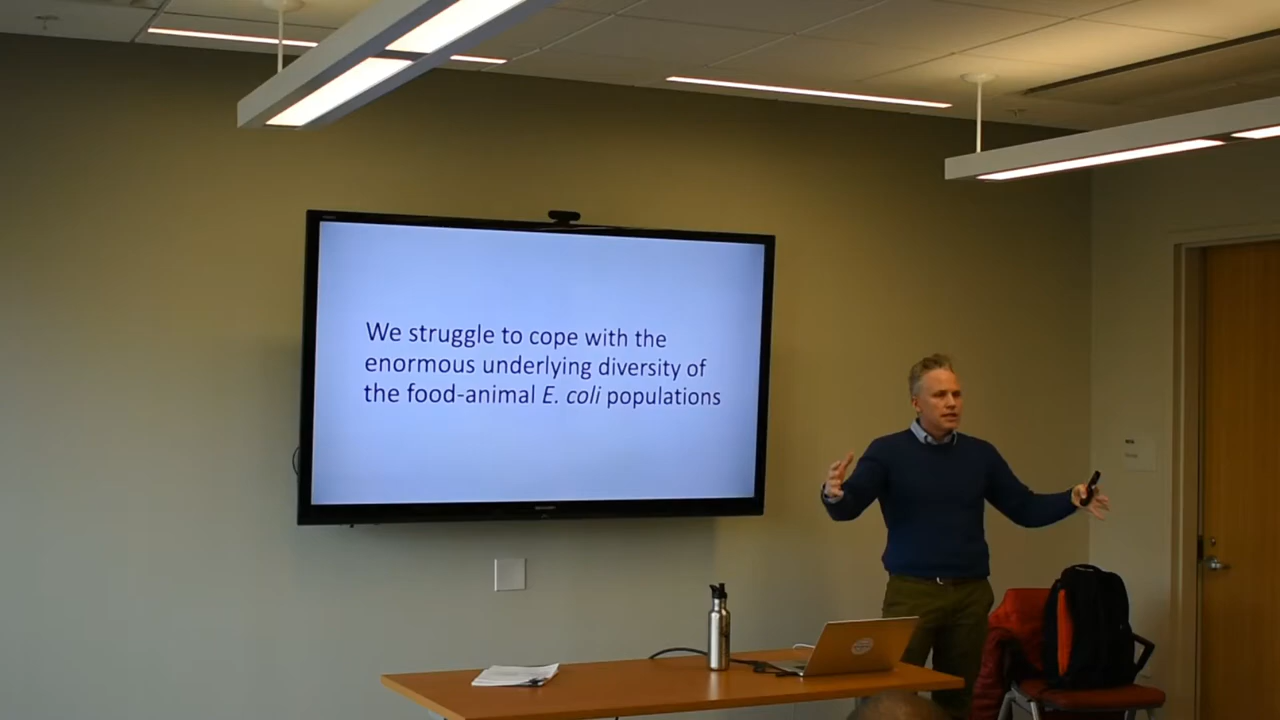 We struggle to cope with the
enormous underlying diversity of
the food-animal E. coli populations